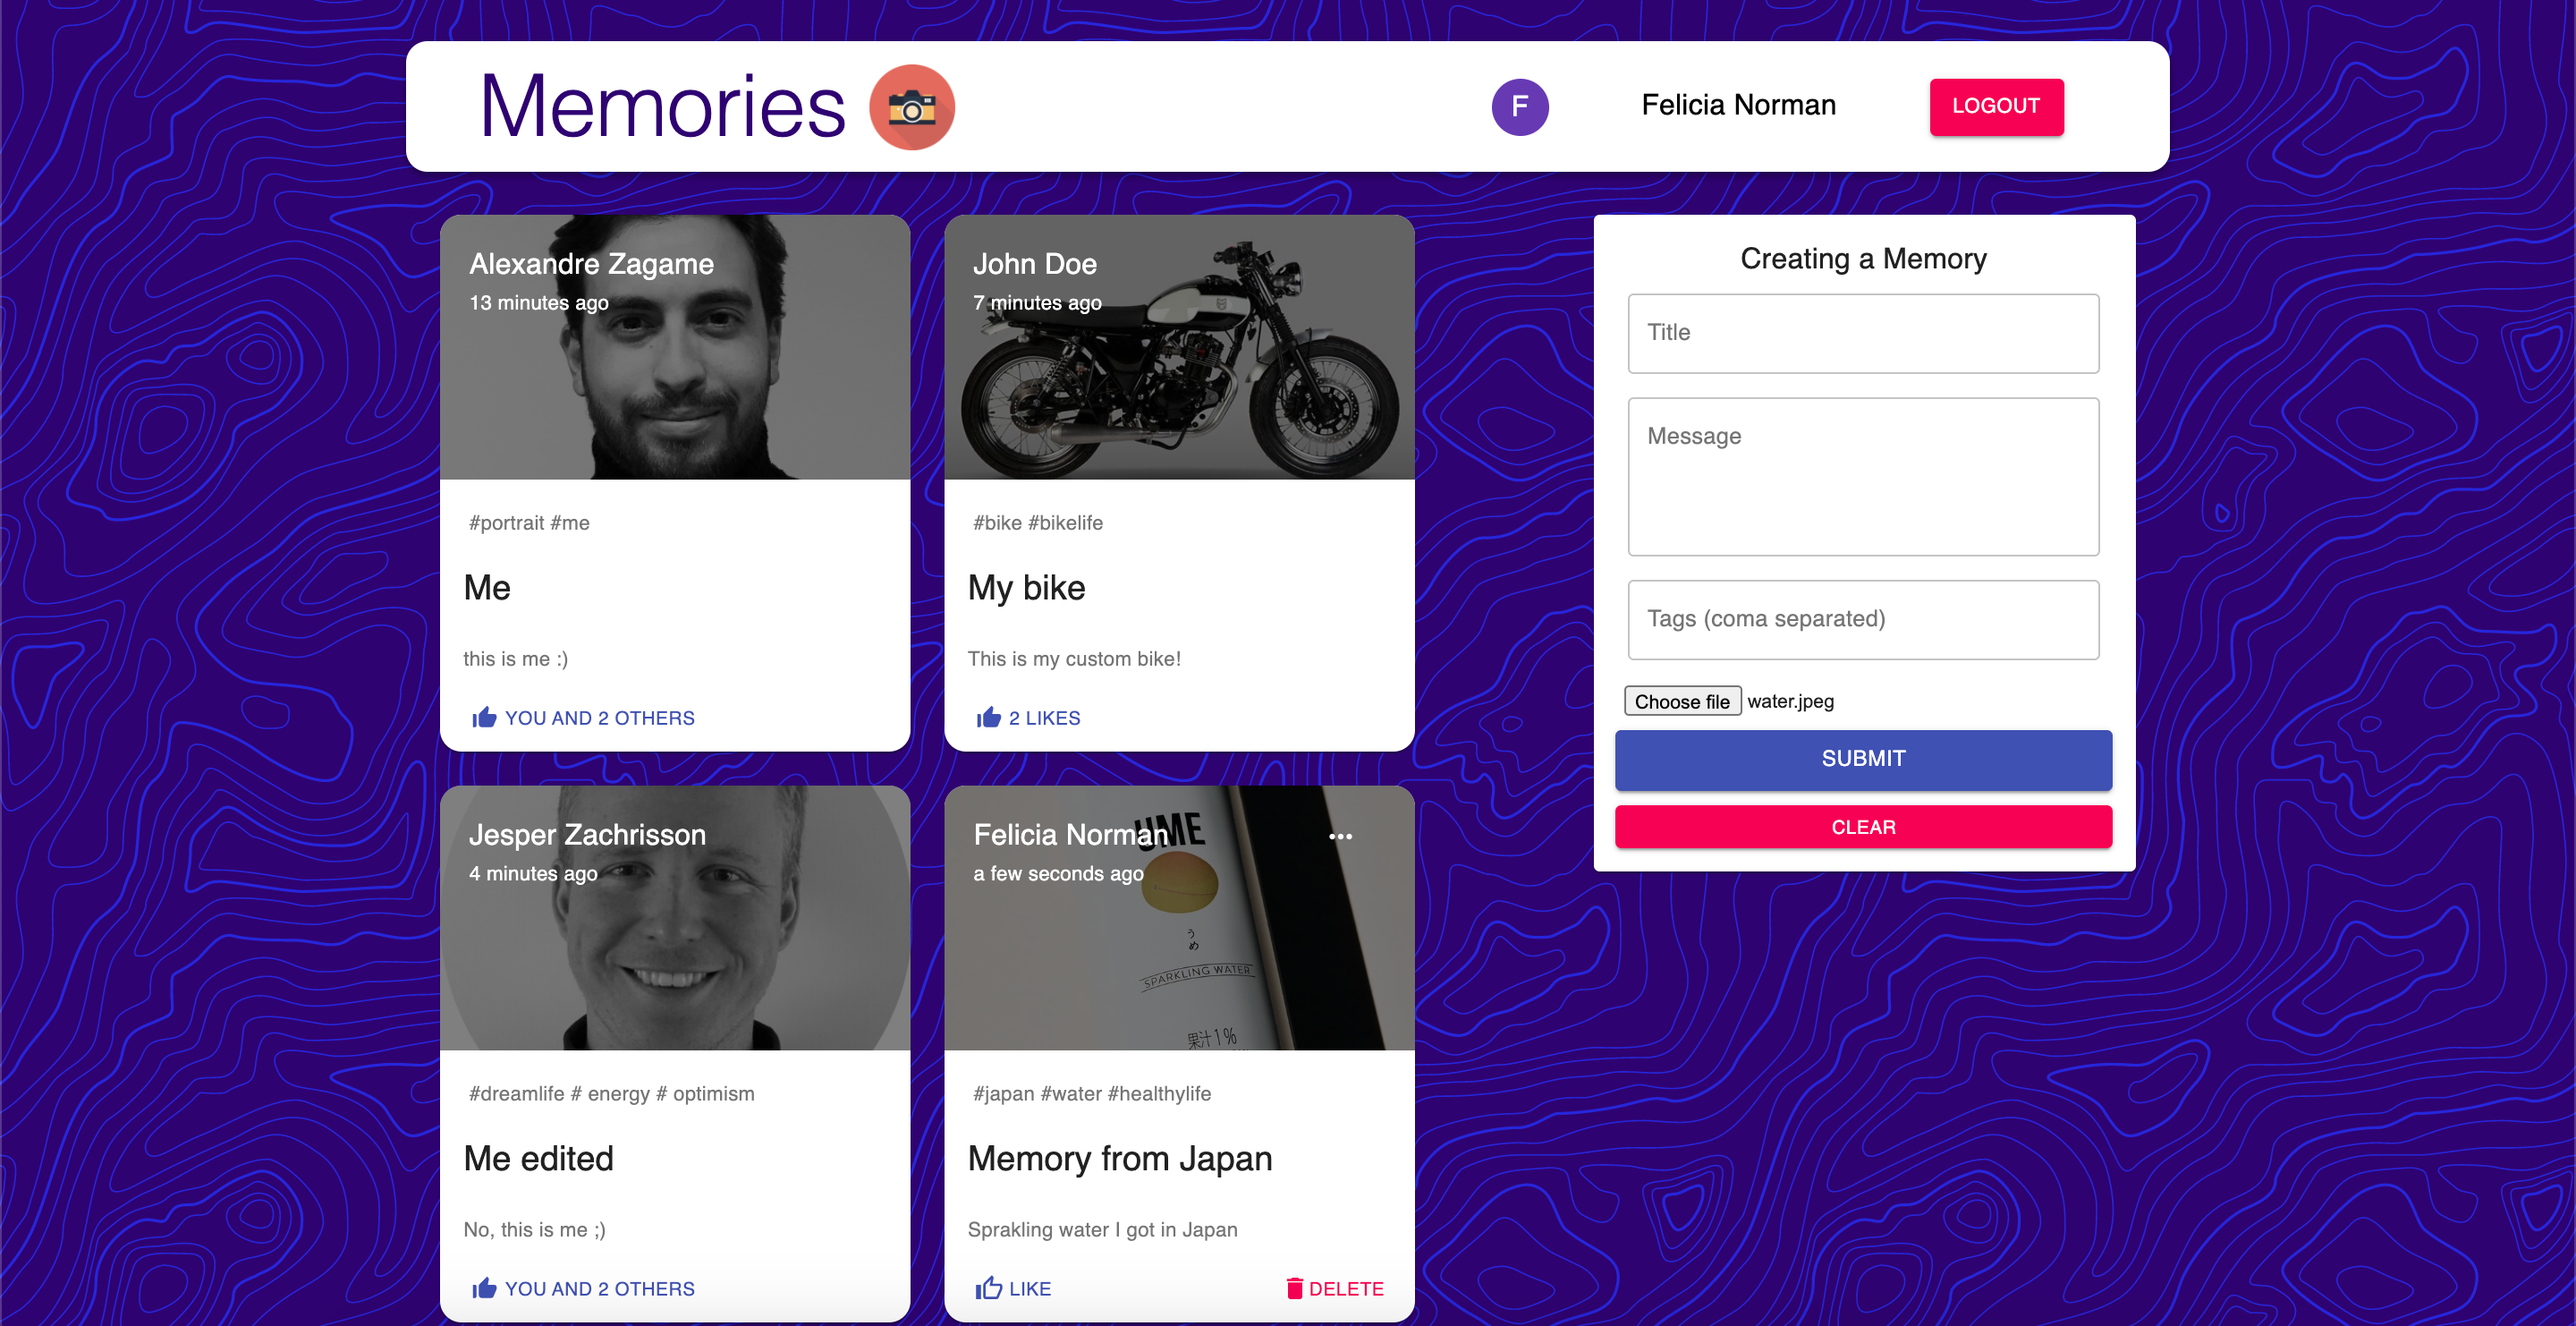 Memories
F
Felicia Norman
LOGOUT
Alexandre Zagame
13 minutes ago
#portrait #me
Me
this is me :)
YOU AND 2 OTHERS
John Doe
7 minutes ago
#bike #bikelife
My bike
This is my custom bike!
2 LIKES
Jesper Zachrisson
4 minutes ago
#dreamlife # energy # optimism
Me edited
No, this is me ;)
YOU AND 2 OTHERS
Felicia Norman
a few seconds ago
UME
うめ
SPARKLING WATER
果汁1%
#japan #water #healthylife
Memory from Japan
Sprakling water I got in Japan
LIKE
DELETE
Creating a Memory
Title
Message
Tags (coma separated)
Choose file water.jpeg
SUBMIT
CLEAR